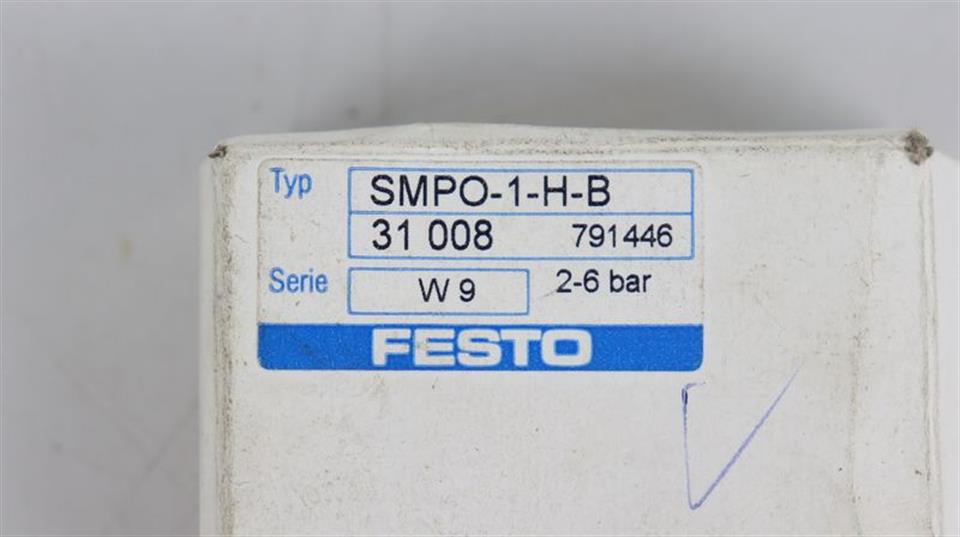 Typ SMPO-1-H-B
31 008 791446
Serie W 9 2-6 bar
FESTO